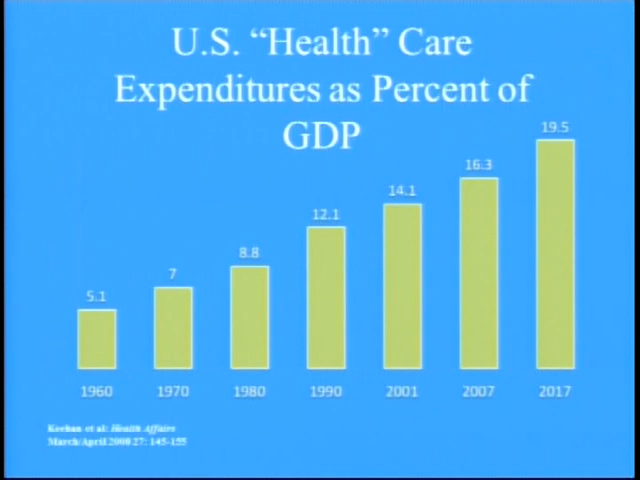 U.S. “Health” Care
Expenditures as Percent of
GDP
19.5
16.3
14.1
12.1
8.8
7
5.1
1960 1970 1980 1990 2001 2007 2017
Keehan et al: Health Affairs
March/April 2008 27: 145-155